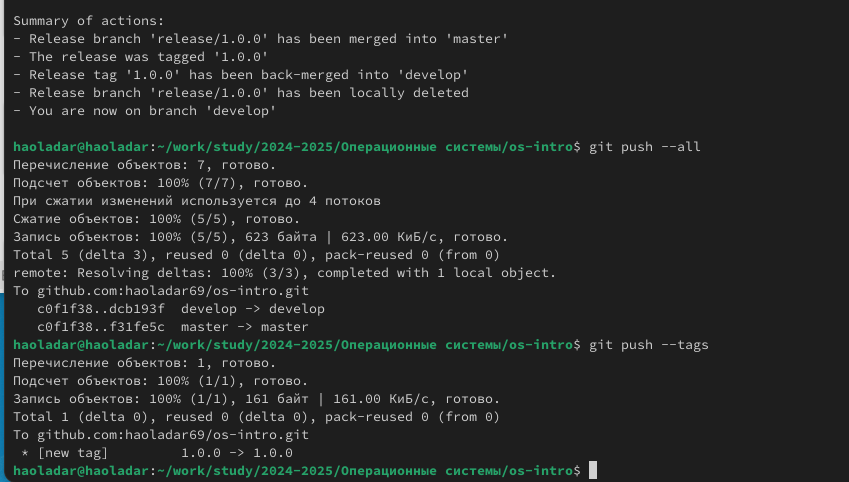 Summary of actions:
- Release branch 'release/1.0.0' has been merged into 'master'
- The release was tagged '1.0.0'
- Release tag '1.0.0' has been back-merged into 'develop'
- Release branch 'release/1.0.0' has been locally deleted
- You are now on branch 'develop'
haoladar@haoladar:~/work/study/2024-2025/Операционные системы/os-intro$ git push --all
Перечисление объектов: 7, готово.
Подсчет объектов: 100% (7/7), готово.
При сжатии изменений используется до 4 потоков
Сжатие объектов: 100% (5/5), готово.
Запись объектов: 100% (5/5), 623 байта | 623.00 КиБ/с, готово.
Total 5 (delta 3), reused 0 (delta 0), pack-reused 0 (from 0)
remote: Resolving deltas: 100% (3/3), completed with 1 local object.
To github.com:haoladar69/os-intro.git
   c0f1f38..dcb193f  develop -> develop
   c0f1f38..f31fe5c  master -> master
haoladar@haoladar:~/work/study/2024-2025/Операционные системы/os-intro$ git push --tags
Перечисление объектов: 1, готово.
Подсчет объектов: 100% (1/1), готово.
Запись объектов: 100% (1/1), 161 байт | 161.00 КиБ/с, готово.
Total 1 (delta 0), reused 0 (delta 0), pack-reused 0 (from 0)
To github.com:haoladar69/os-intro.git
 * [new tag]         1.0.0 -> 1.0.0
haoladar@haoladar:~/work/study/2024-2025/Операционные системы/os-intro$